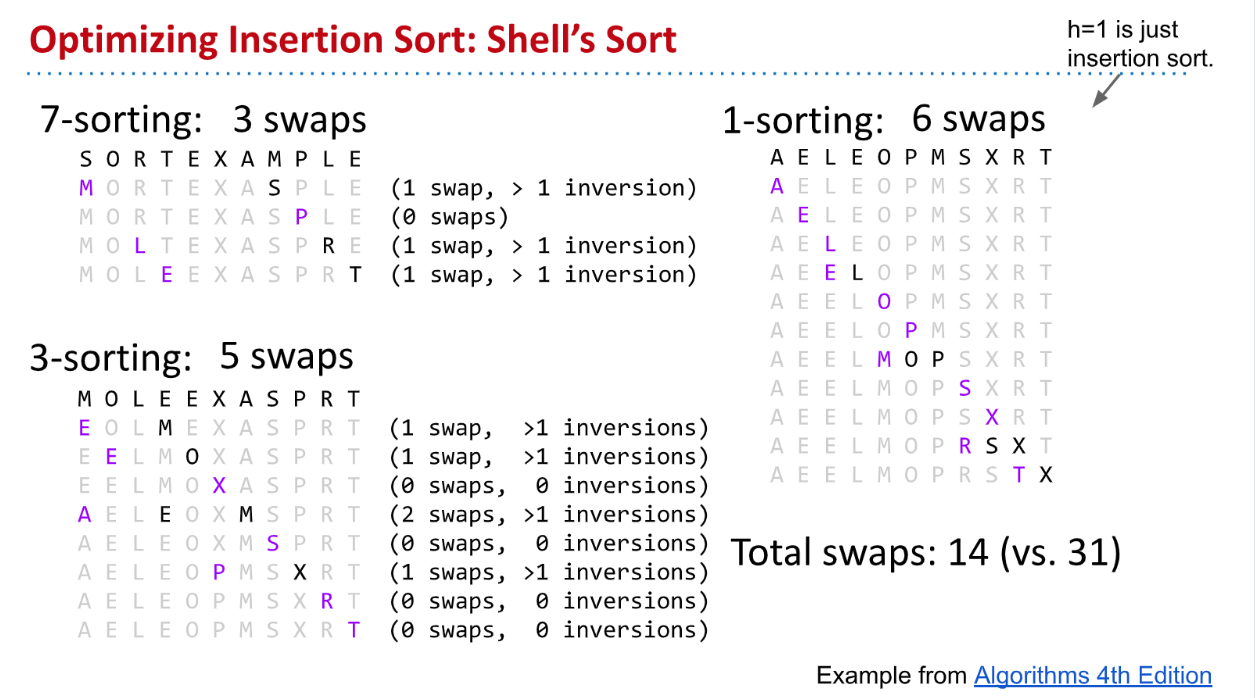 Optimizing Insertion Sort: Shell's Sort
h=1 is just
insertion sort.
7-sorting: 3 swaps
S O R T E X A M P L E
M O R T E X A S P L E (1 swap, > 1 inversion)
M O R T E X A S P L E (0 swaps)
M O L T E X A S P R E (1 swap, > 1 inversion)
M O L E E X A S P R T (1 swap, > 1 inversion)
3-sorting: 5 swaps
M O L E E X A S P R T
E O L M E X A S P R T (1 swap, >1 inversions)
E E L M O X A S P R T (1 swap, >1 inversions)
E E L M O X A S P R T (0 swaps, 0 inversions)
A E L E O X M S P R T (2 swaps, >1 inversions)
A E L E O X M S P R T (0 swaps, 0 inversions)
A E L E O P M S X R T (1 swaps, >1 inversions)
A E L E O P M S X R T (0 swaps, 0 inversions)
A E L E O P M S X R T (0 swaps, 0 inversions)
1-sorting: 6 swaps
A E L E O P M S X R T
A E L E O P M S X R T
A E L E O P M S X R T
A E L E O P M S X R T
A E E L O P M S X R T
A E E L O P M S X R T
A E E L O P M S X R T
A E E L M O P S X R T
A E E L M O P S X R T
A E E L M O P S X R T
A E E L M O P R S X T
A E E L M O P R S T X
Total swaps: 14 (vs. 31)
Example from Algorithms 4th Edition